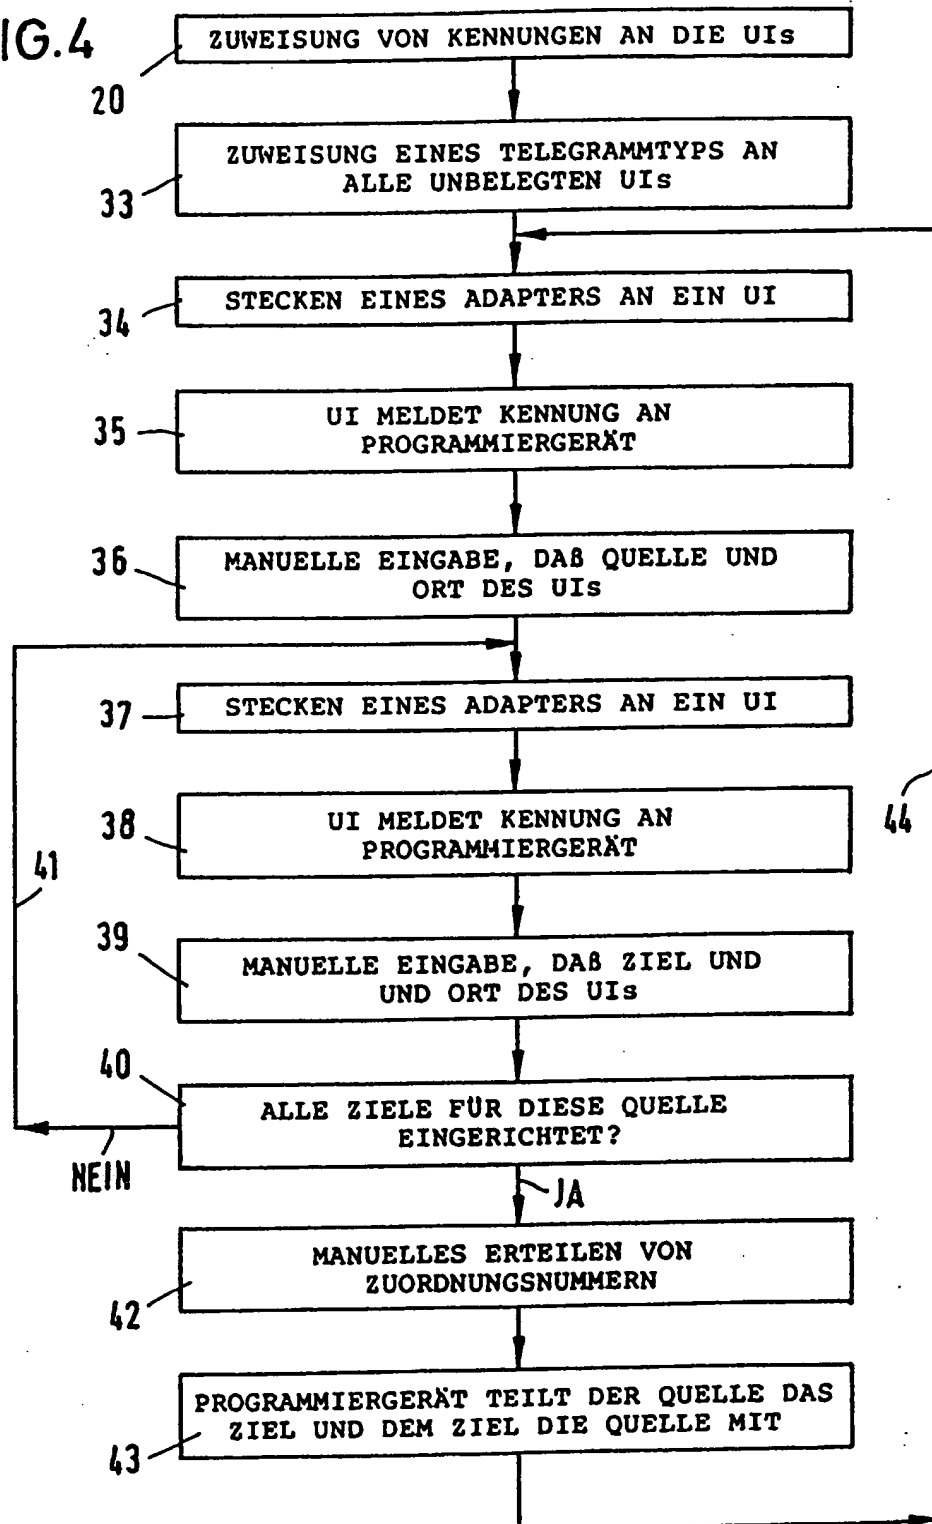 IG.4
ZUWEISUNG VON KENNUNGEN AN DIE UIs
20
ZUWEISUNG EINES TELEGRAMMTYPS AN
ALLE UNBELEGTEN UIs
33
STECKEN EINES ADAPTERS AN EIN UI
34
UI MELDET KENNUNG AN
PROGRAMMIERGERÄT
35
MANUELLE EINGABE, DAß QUELLE UND
ORT DES UIs
36
STECKEN EINES ADAPTERS AN EIN UI
37
44
UI MELDET KENNUNG AN
PROGRAMMIERGERÄT
38
41
MANUELLE EINGABE, DAß ZIEL UND
UND ORT DES UIs
39
40
ALLE ZIELE FÜR DIESE QUELLE
EINGERICHTET?
NEIN
JA
MANUELLES ERTEILEN VON
ZUORDNUNGSNUMMERN
42
PROGRAMMIERGERÄT TEILT DER QUELLE DAS
ZIEL UND DEM ZIEL DIE QUELLE MIT
43